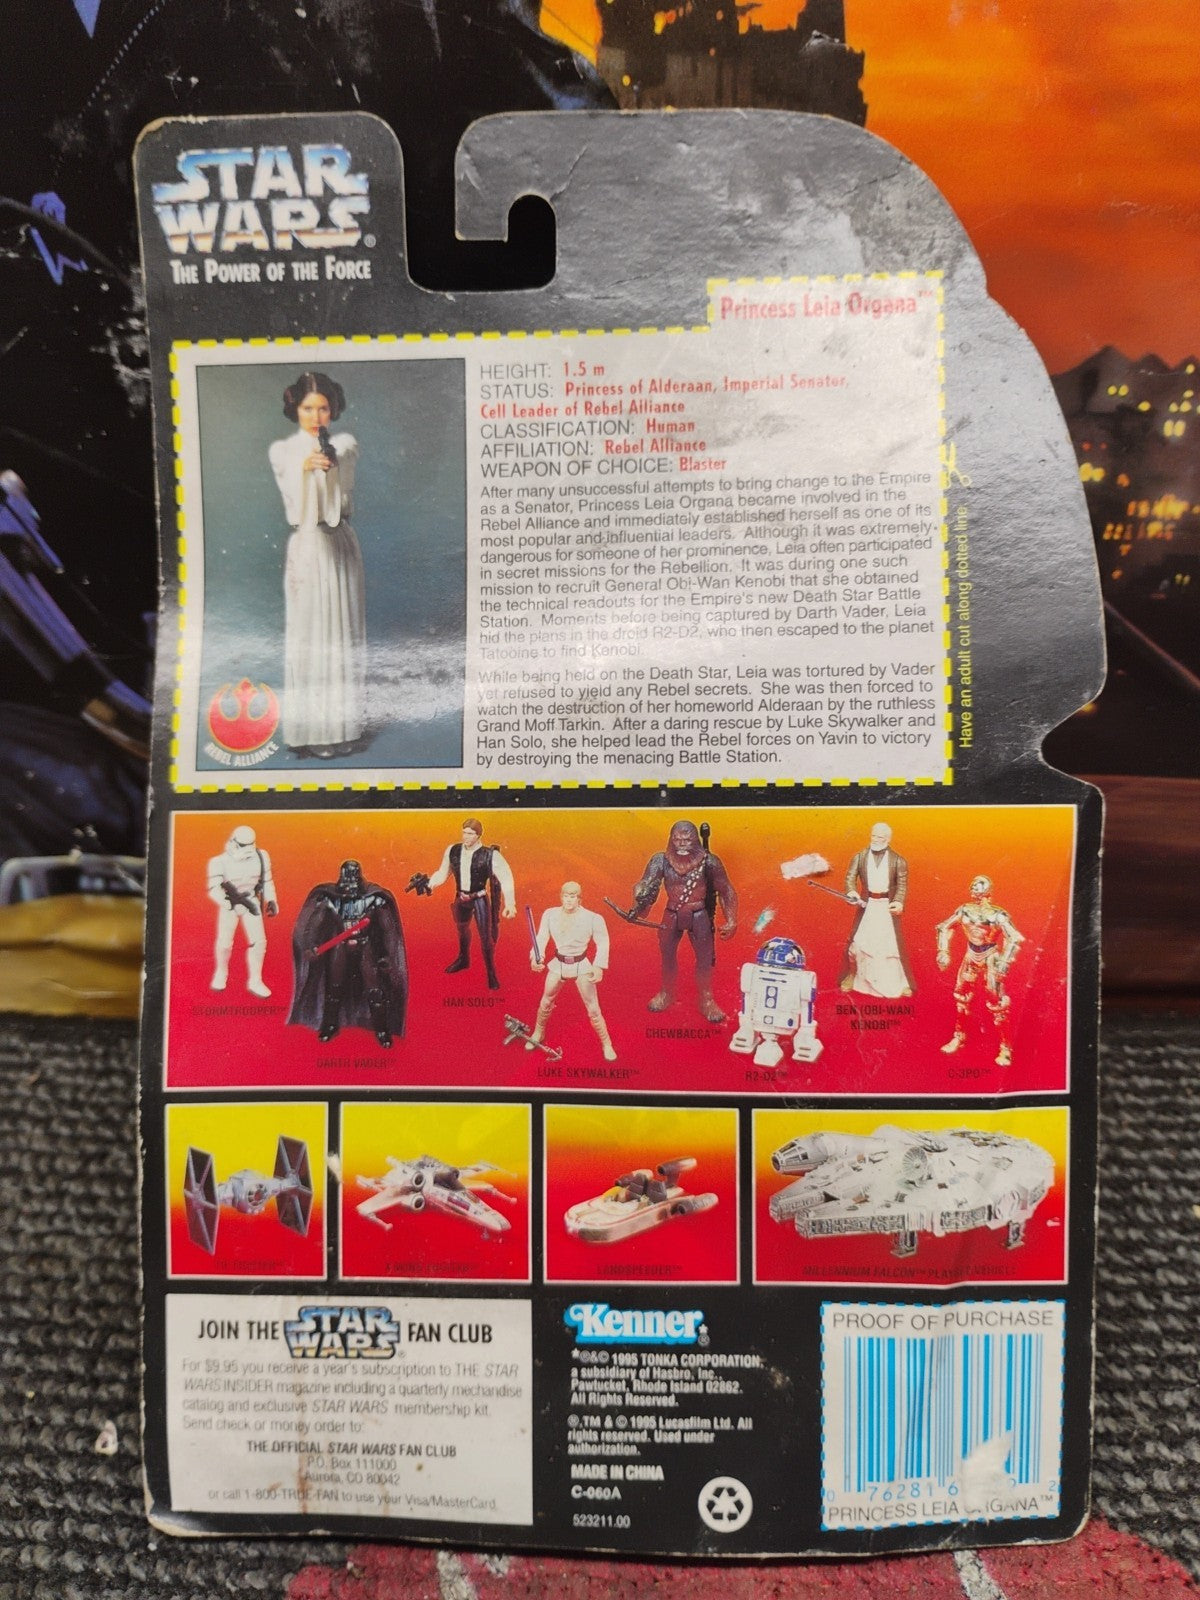 STAR
WARS®
THE POWER OF THE FORCE
Princess Leia Organa™
HEIGHT: 1.5 m
STATUS: Princess of Alderaan, Imperial Senator,
Cell Leader of Rebel Alliance
CLASSIFICATION: Human
AFFILIATION: Rebel Alliance
WEAPON OF CHOICE: Blaster
After many unsuccessful attempts to bring change to the Empire
as a Senator, Princess Leia Organa became involved in the
Rebel Alliance and immediately established herself as one of its
most popular and influential leaders. Although it was extremely
dangerous for someone of her prominence, Leia often participated
in secret missions for the Rebellion. It was during one such
mission to recruit General Obi-Wan Kenobi that she obtained
the technical readouts for the Empire's new Death Star Battle
Station. Moments before being captured by Darth Vader, Leia
hid the plans in the droid R2-D2, who then escaped to the planet
Tatooine to find Kenobi.
While being held on the Death Star, Leia was tortured by Vader
yet refused to yield any Rebel secrets. She was then forced to
watch the destruction of her homeworld Alderaan by the ruthless
Grand Moff Tarkin. After a daring rescue by Luke Skywalker and
Han Solo, she helped lead the Rebel forces on Yavin to victory
by destroying the menacing Battle Station.
REBEL ALLIANCE
Have an adult cut along dotted line.
STORMTROOPER™
DARTH VADER™
HAN SOLO™
LUKE SKYWALKER™
CHEWBACCA™
R2-D2™
BEN (OBI-WAN)
KENOBI™
C-3PO™
TIE FIGHTER™
X-WING FIGHTER™
LANDSPEEDER™
MILLENNIUM FALCON™ PLAYSET/VEHICLE
JOIN THE STAR WARS® FAN CLUB
For $9.95 you receive a year's subscription to THE STAR
WARS INSIDER magazine including a quarterly merchandise
catalog and exclusive STAR WARS membership kit.
Send check or money order to:
THE OFFICIAL STAR WARS FAN CLUB
P.O. Box 111000
Aurora, CO 80042
or call 1-800-TRUE-FAN to use your Visa/MasterCard.
Kenner®
*®&© 1995 TONKA CORPORATION,
a subsidiary of Hasbro, Inc.,
Pawtucket, Rhode Island 02862.
All Rights Reserved.
®,TM & © 1995 Lucasfilm Ltd. All
rights reserved. Used under
authorization.
MADE IN CHINA
C-060A
523211.00
PROOF OF PURCHASE
0 76281 6 9 2
PRINCESS LEIA ORGANA™